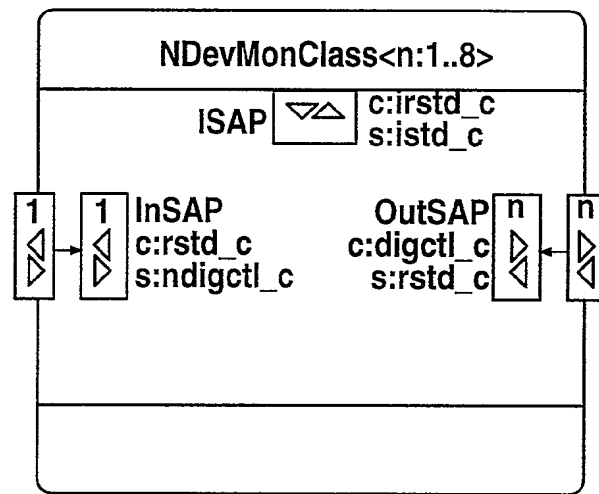 NDevMonClass<n:1..8>
ISAP
c:irstd_c
s:istd_c
1
1
InSAP
c:rstd_c
s:ndigctl_c
OutSAP
c:digctl_c
s:rstd_c
n
n